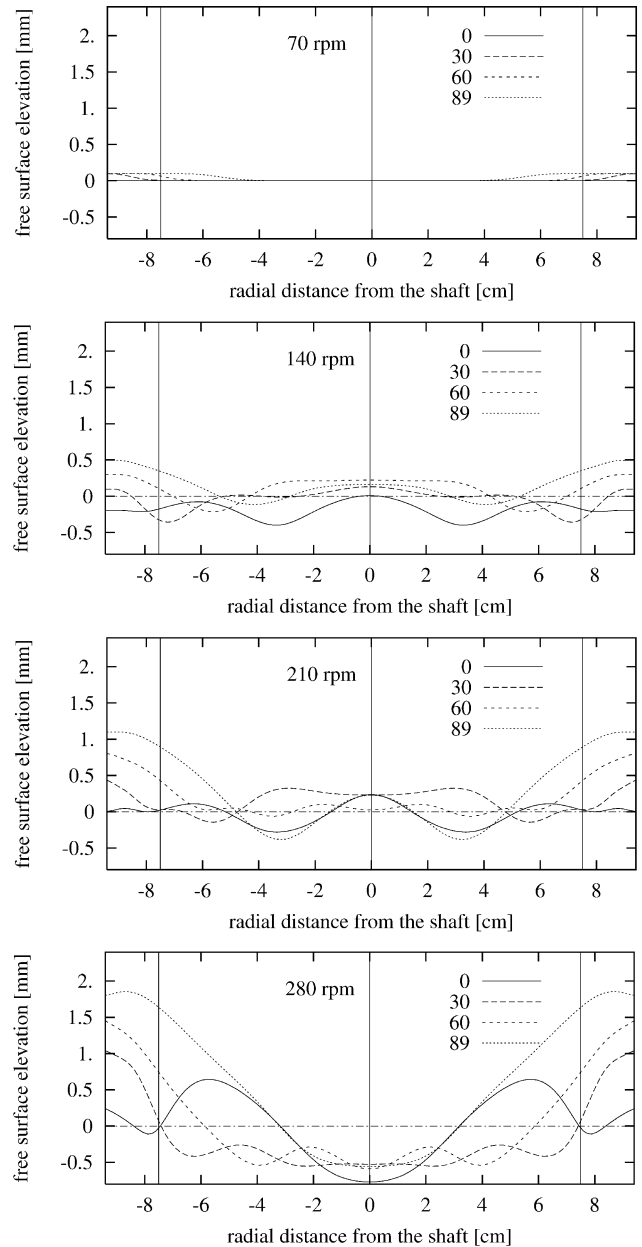 free surface elevation [mm]
2.
1.5
1.
0.5
0
-0.5
70 rpm
0
30
60
89
-8 -6 -4 -2 0 2 4 6 8
radial distance from the shaft [cm]
free surface elevation [mm]
2.
1.5
1.
0.5
0
-0.5
140 rpm
0
30
60
89
-8 -6 -4 -2 0 2 4 6 8
radial distance from the shaft [cm]
free surface elevation [mm]
2.
1.5
1.
0.5
0
-0.5
210 rpm
0
30
60
89
-8 -6 -4 -2 0 2 4 6 8
radial distance from the shaft [cm]
free surface elevation [mm]
2.
1.5
1.
0.5
0
-0.5
280 rpm
0
30
60
89
-8 -6 -4 -2 0 2 4 6 8
radial distance from the shaft [cm]